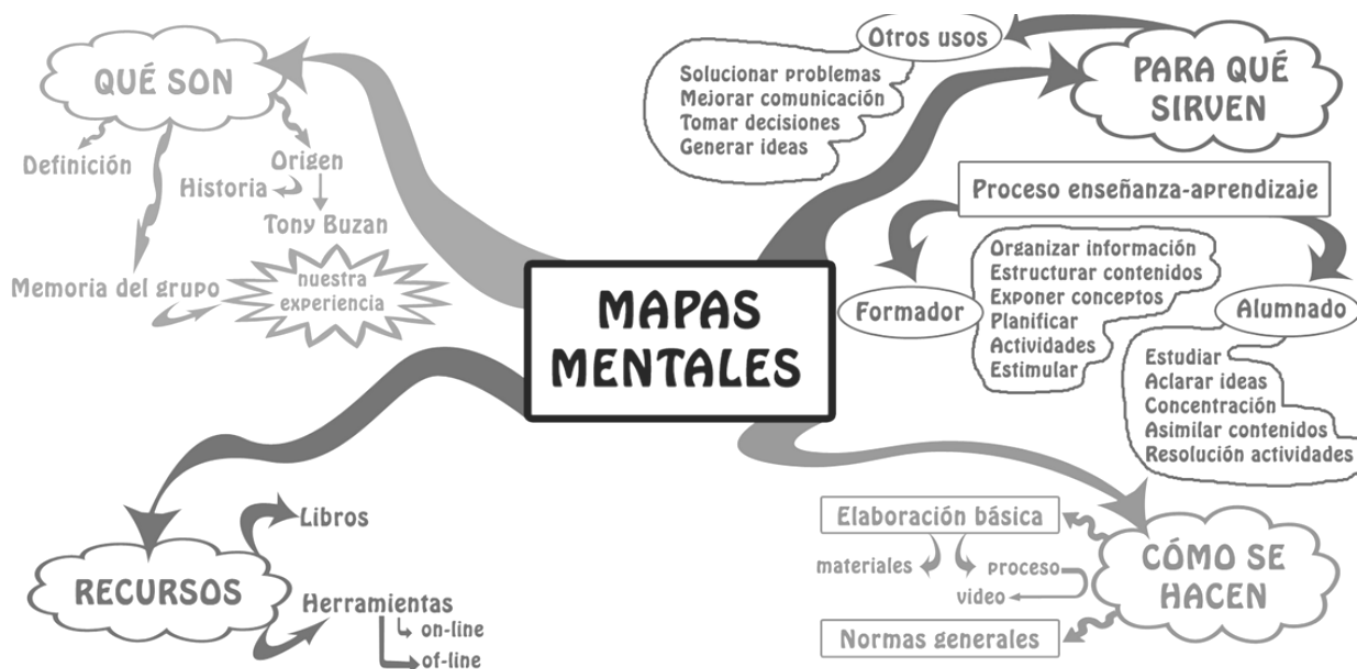 MAPAS
MENTALES
QUÉ SON
Definición
Origen
Historia
Tony Buzan
Memoria del grupo
nuestra
experiencia
PARA QUÉ
SIRVEN
Otros usos
Solucionar problemas
Mejorar comunicación
Tomar decisiones
Generar ideas
Proceso enseñanza-aprendizaje
Formador
Organizar información
Estructurar contenidos
Exponer conceptos
Planificar
Actividades
Estimular
Alumnado
Estudiar
Aclarar ideas
Concentración
Asimilar contenidos
Resolución actividades
CÓMO SE
HACEN
Elaboración básica
materiales
proceso
video
Normas generales
RECURSOS
Libros
Herramientas
on-line
of-line